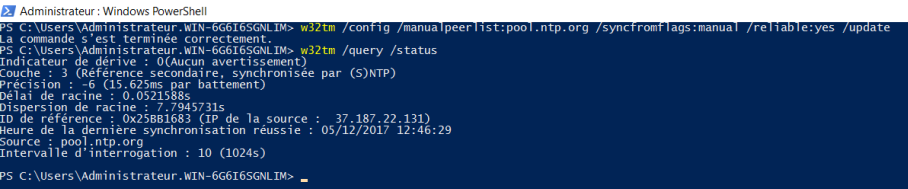 Administrateur : Windows PowerShell
PS C:\Users\Administrateur.WIN-6G6I6SGNLIM> w32tm /config /manualpeerlist:pool.ntp.org /syncfromflags:manual /reliable:yes /update
La commande s'est terminée correctement.
PS C:\Users\Administrateur.WIN-6G6I6SGNLIM> w32tm /query /status
Indicateur de dérive : 0(Aucun avertissement)
Couche : 3 (Référence secondaire, synchronisée par (S)NTP)
Précision : -6 (15.625ms par battement)
Délai de racine : 0.0521588s
Dispersion de racine : 7.7945731s
ID de référence : 0x25BB1683 (IP de la source :  37.187.22.131)
Heure de la dernière synchronisation réussie : 05/12/2017 12:46:29
Source : pool.ntp.org
Intervalle d'interrogation : 10 (1024s)
PS C:\Users\Administrateur.WIN-6G6I6SGNLIM> _